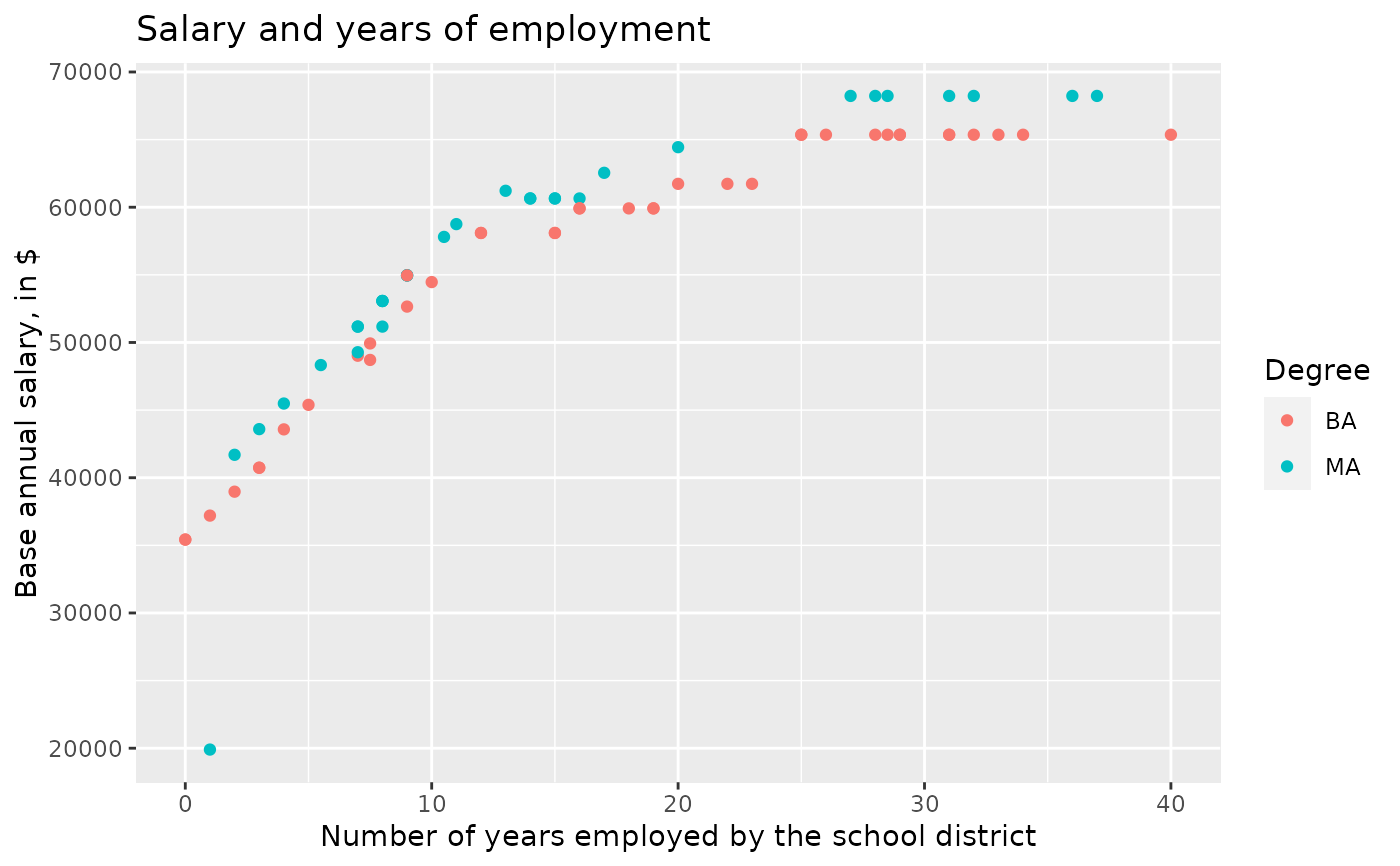 Salary and years of employment
70000
60000
50000
40000
30000
20000
Base annual salary, in $
0 10 20 30 40
Number of years employed by the school district
Degree
BA
MA